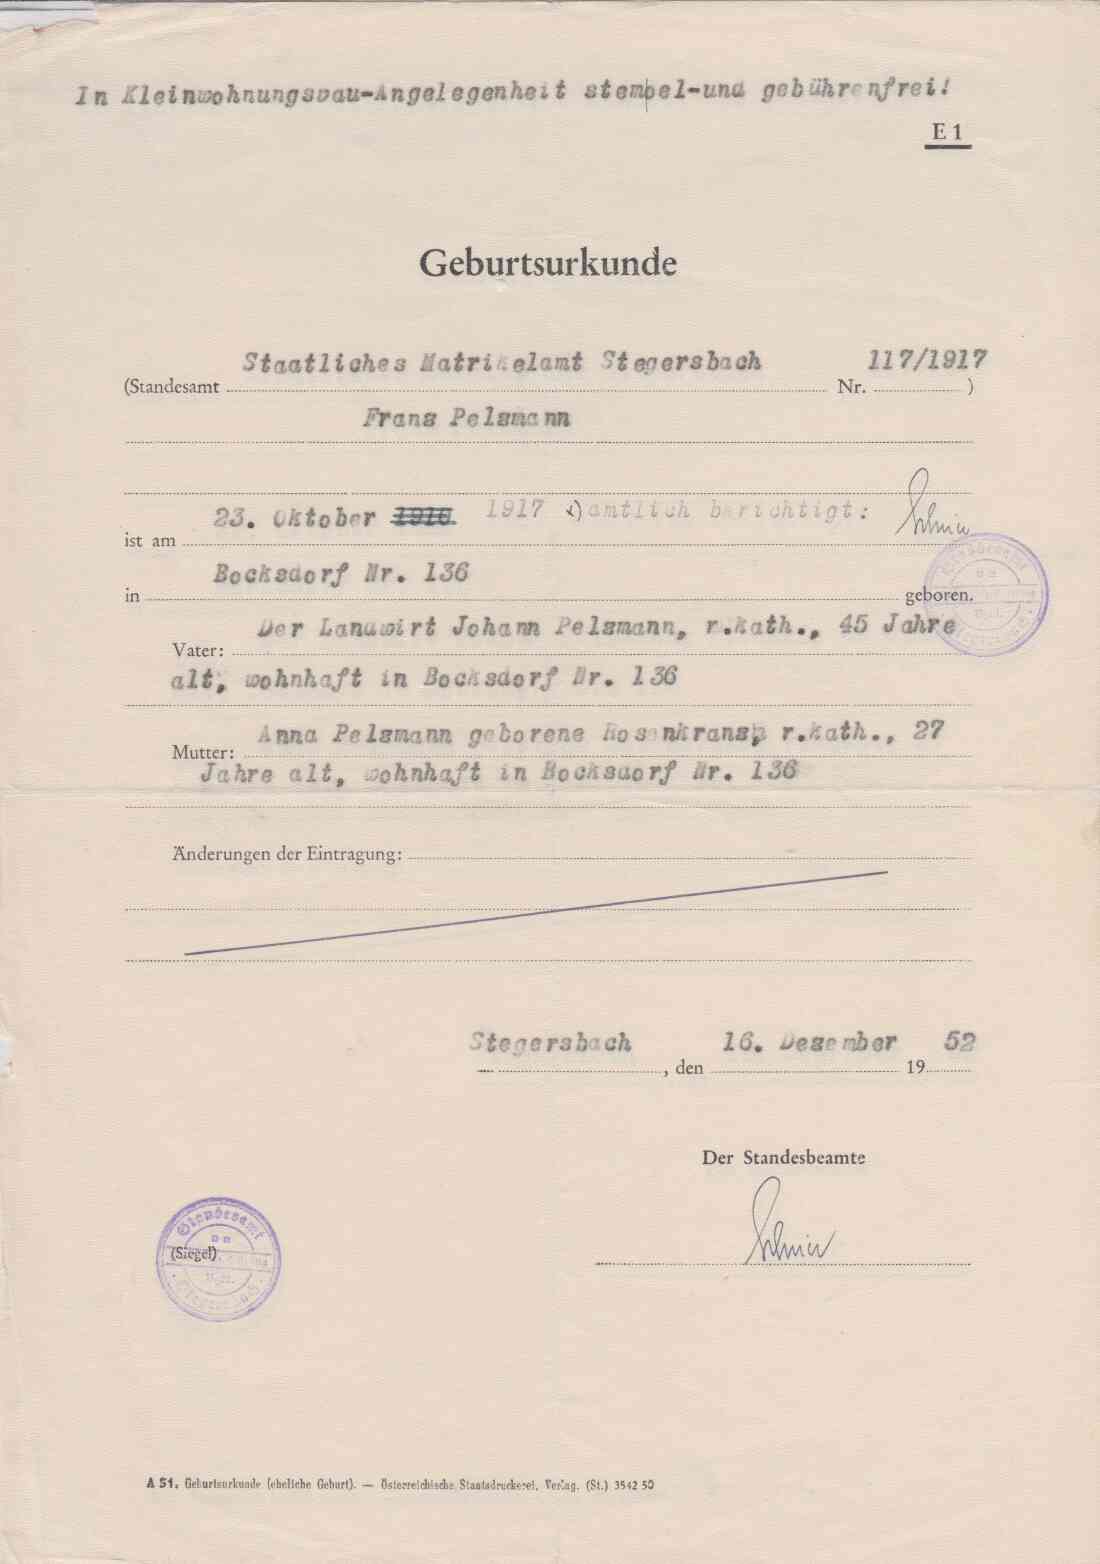 In Kleinwohnungsbau-Angelegenheit stempel-und gebührenfrei!
E 1
Geburtsurkunde
Staatliches Matrikelamt Stegersbach 117/1917
(Standesamt Nr. )
Franz Pelzmann
23. Oktober 1916 1917 x)amtlich berichtigt:
ist am
Bocksdorf Nr. 136
in geboren.
Der Landwirt Johann Pelzmann, r.kath., 45 Jahre
Vater:
alt, wohnhaft in Bocksdorf Nr. 136
Anna Pelzmann geborene Rosenkranz, r.kath., 27
Mutter:
Jahre alt, wohnhaft in Bocksdorf Nr. 136
Änderungen der Eintragung:
Stegersbach 16. Dezember 52
, den 19
Der Standesbeamte
Standesamt
(Siegel)
A 51. Geburtsurkunde (eheliche Geburt). — Österreichische Staatsdruckerei, Verlag. (St.) 3542 50